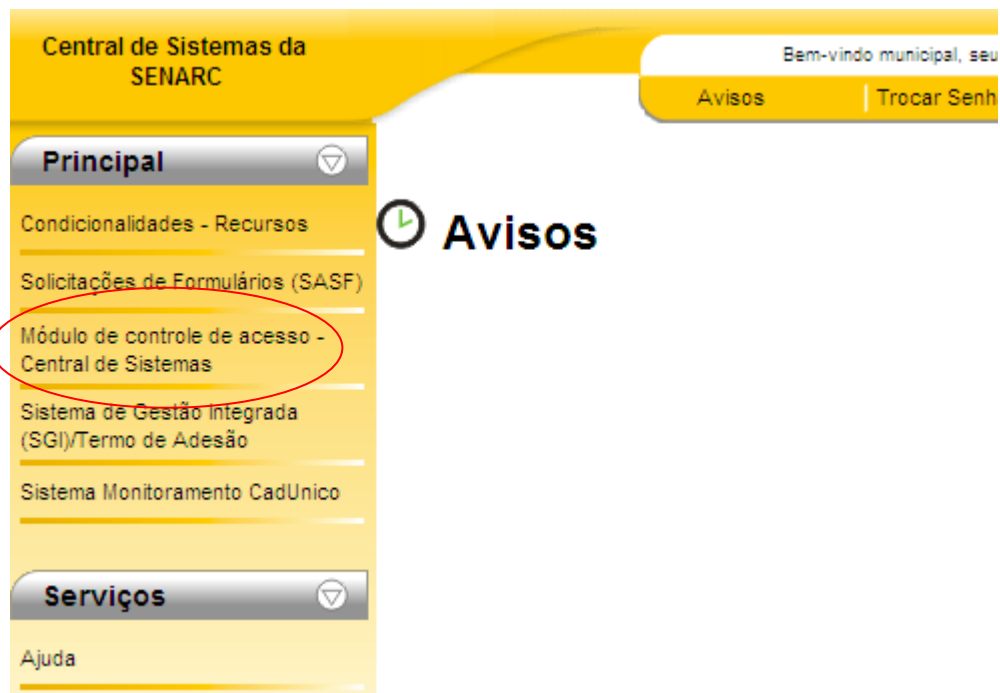 Central de Sistemas da
SENARC
Bem-vindo municipal, seu
Avisos
Trocar Senh
Principal
Condicionalidades - Recursos
Solicitações de Formulários (SASF)
Módulo de controle de acesso -
Central de Sistemas
Sistema de Gestão Integrada
(SGI)/Termo de Adesão
Sistema Monitoramento CadUnico
Serviços
Ajuda
Avisos